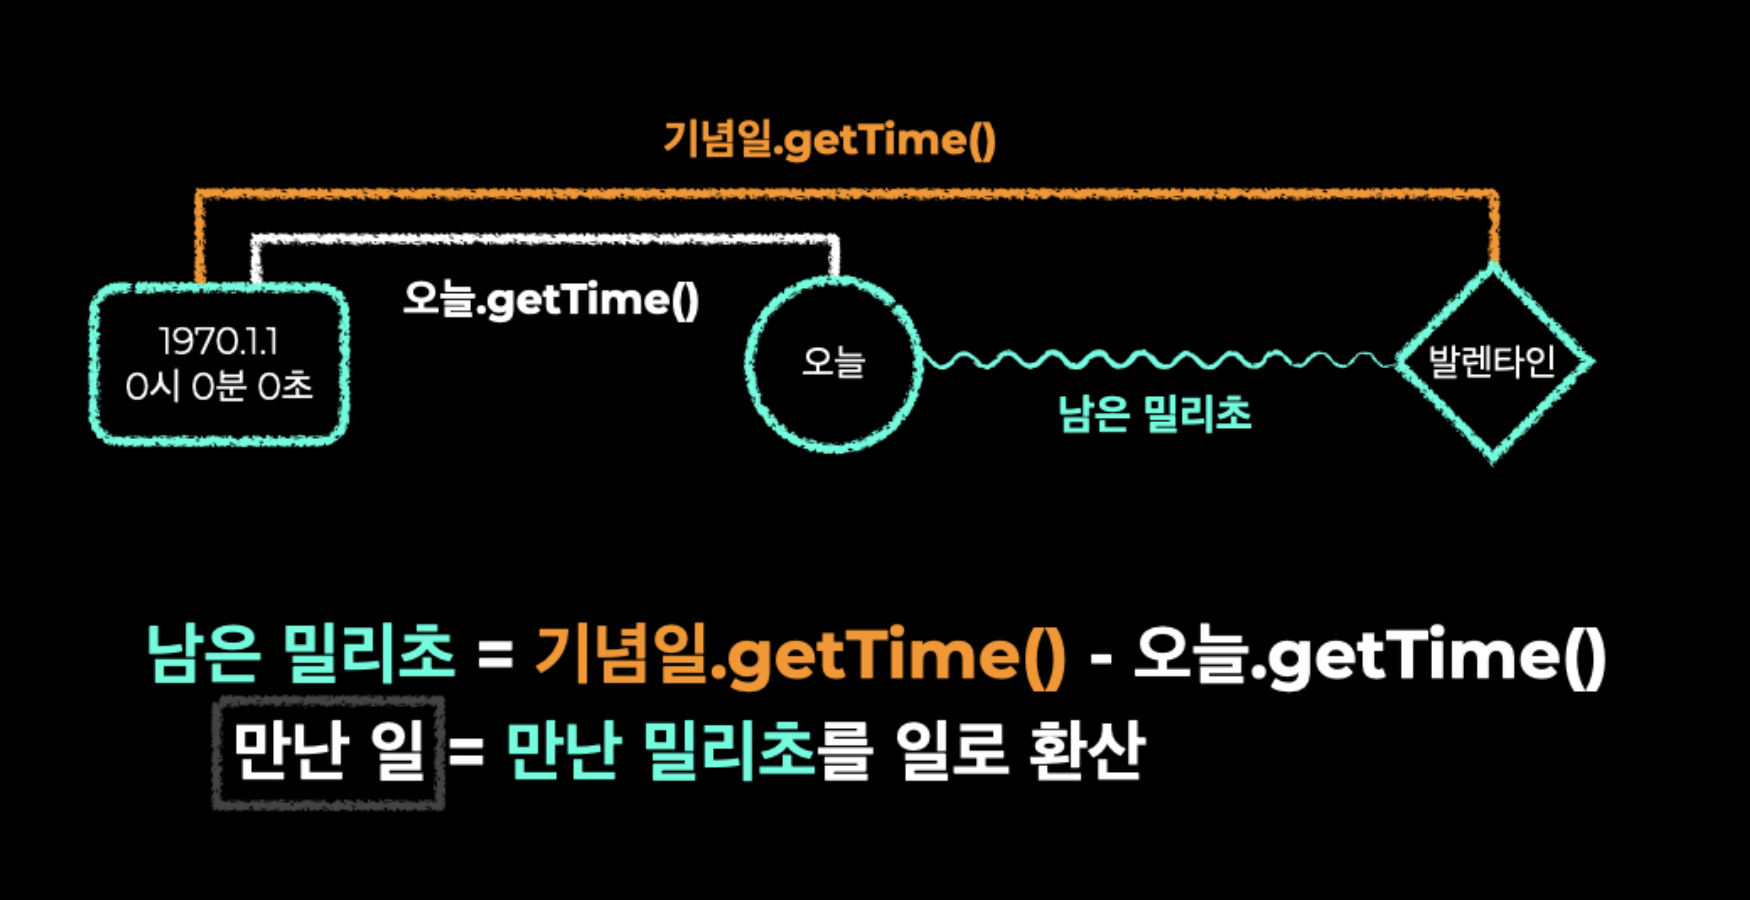 기념일.getTime()
오늘.getTime()
1970.1.1
0시 0분 0초
오늘
발렌타인
남은 밀리초
남은 밀리초 = 기념일.getTime() - 오늘.getTime()
만난 일 = 만난 밀리초를 일로 환산